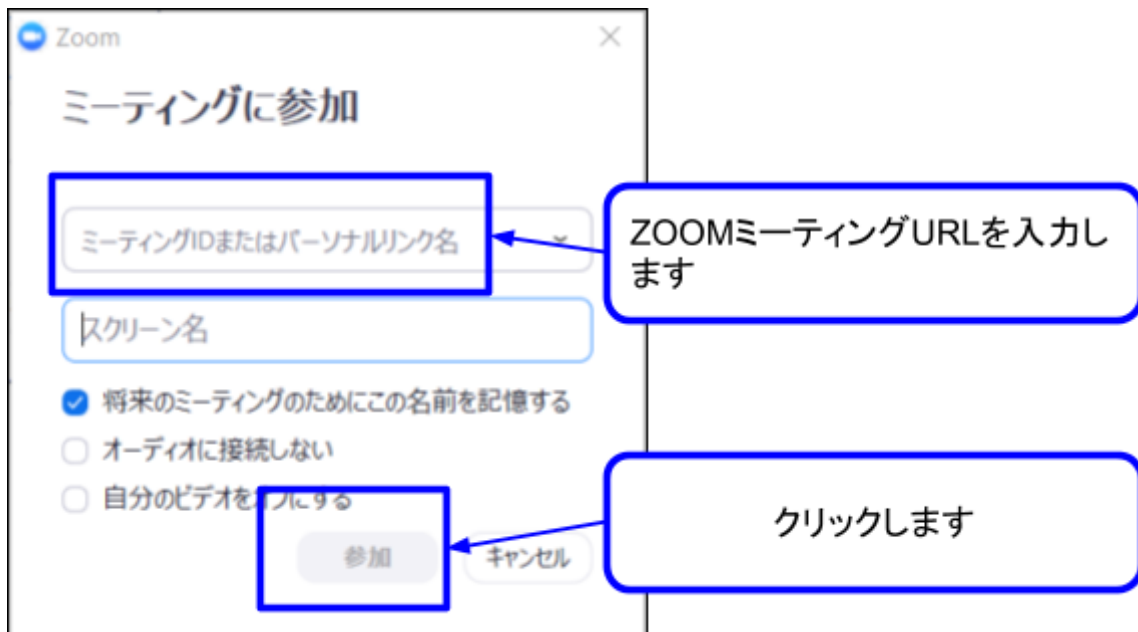 Zoom
ミーティングに参加
ミーティングIDまたはパーソナルリンク名
ZOOMミーティングURLを入力し
ます
スクリーン名
将来のミーティングのためにこの名前を記憶する
オーディオに接続しない
自分のビデオをオフにする
クリックします
参加
キャンセル